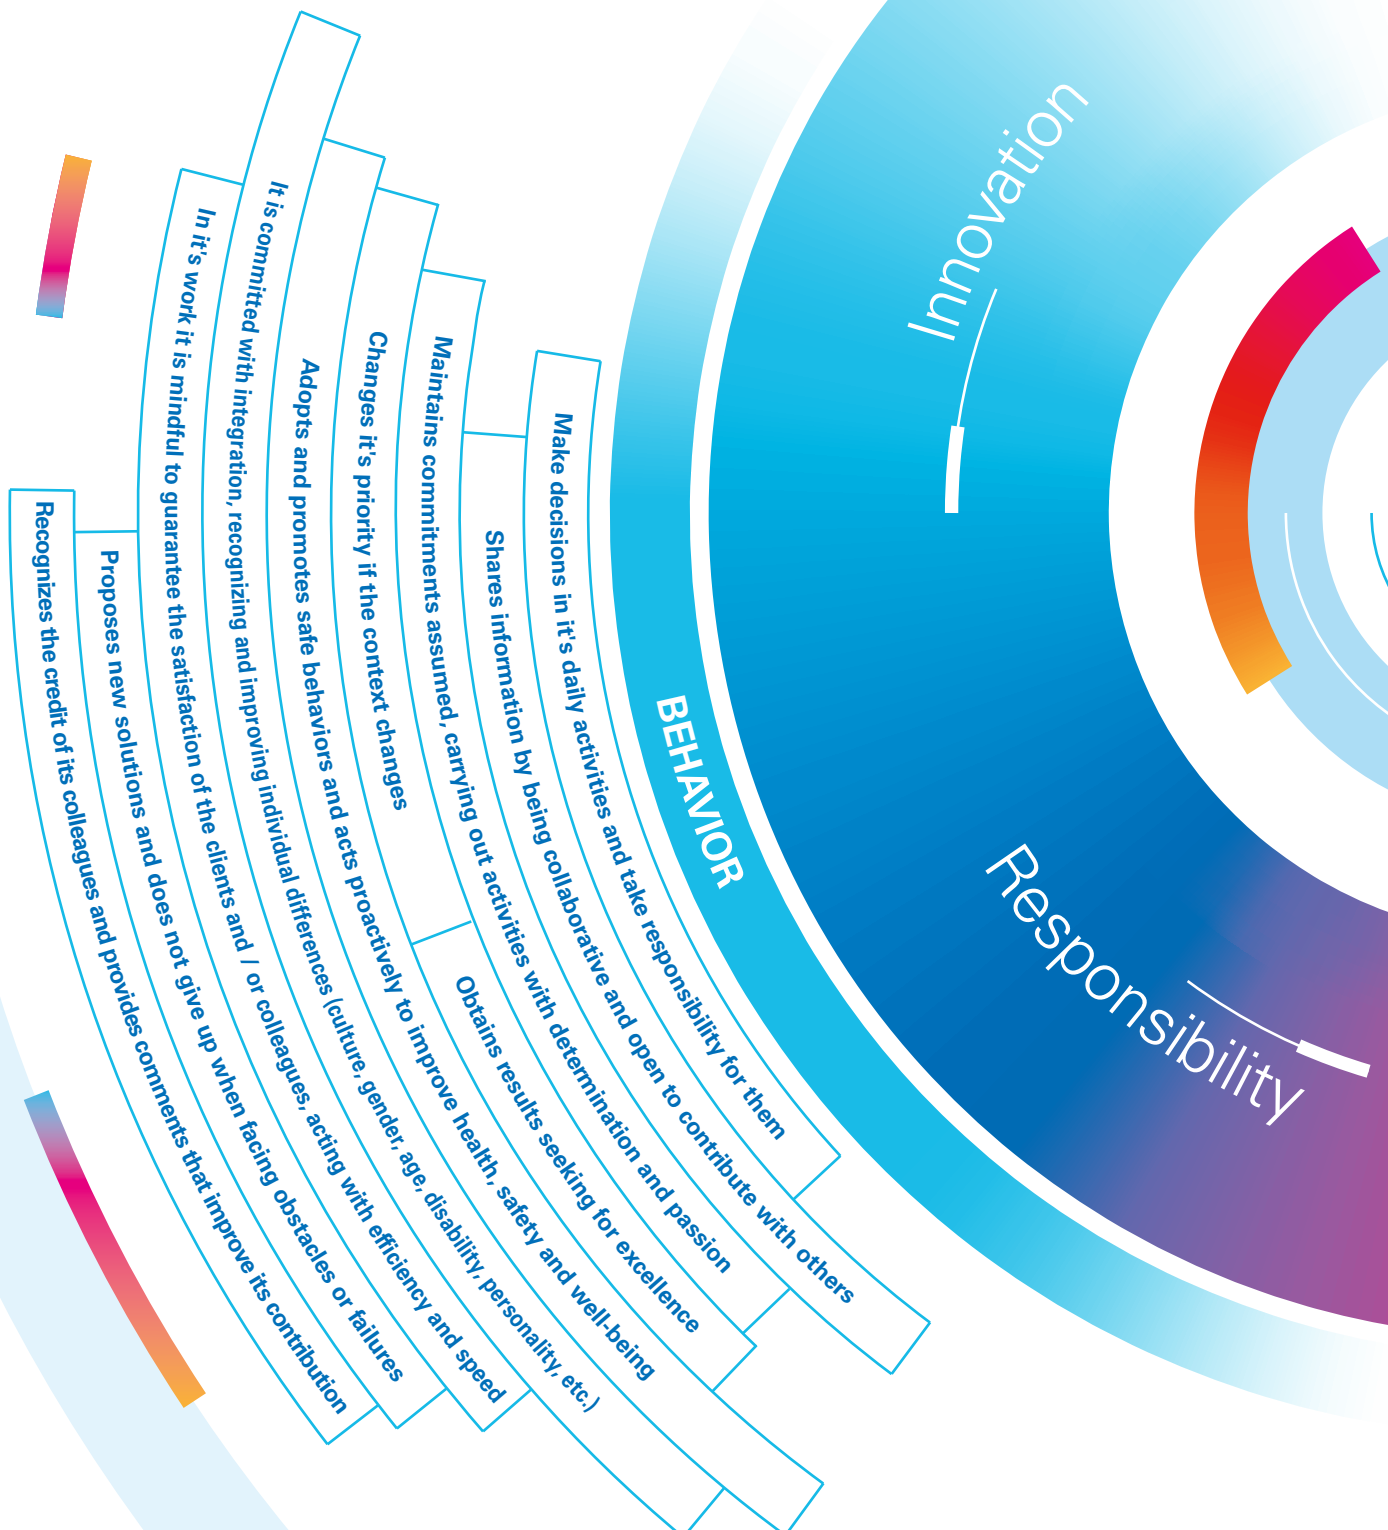 Innovation
Responsibility
BEHAVIOR
Make decisions in it's daily activities and take responsibility for them
Shares information by being collaborative and open to contribute with others
Maintains commitments assumed, carrying out activities with determination and passion
Changes it's priority if the context changes
Obtains results seeking for excellence
Adopts and promotes safe behaviors and acts proactively to improve health, safety and well-being
It is committed with integration, recognizing and improving individual differences (culture, gender, age, disability, personality, etc.)
In it's work it is mindful to guarantee the satisfaction of the clients and / or colleagues, acting with efficiency and speed
Proposes new solutions and does not give up when facing obstacles or failures
Recognizes the credit of its colleagues and provides comments that improve its contribution